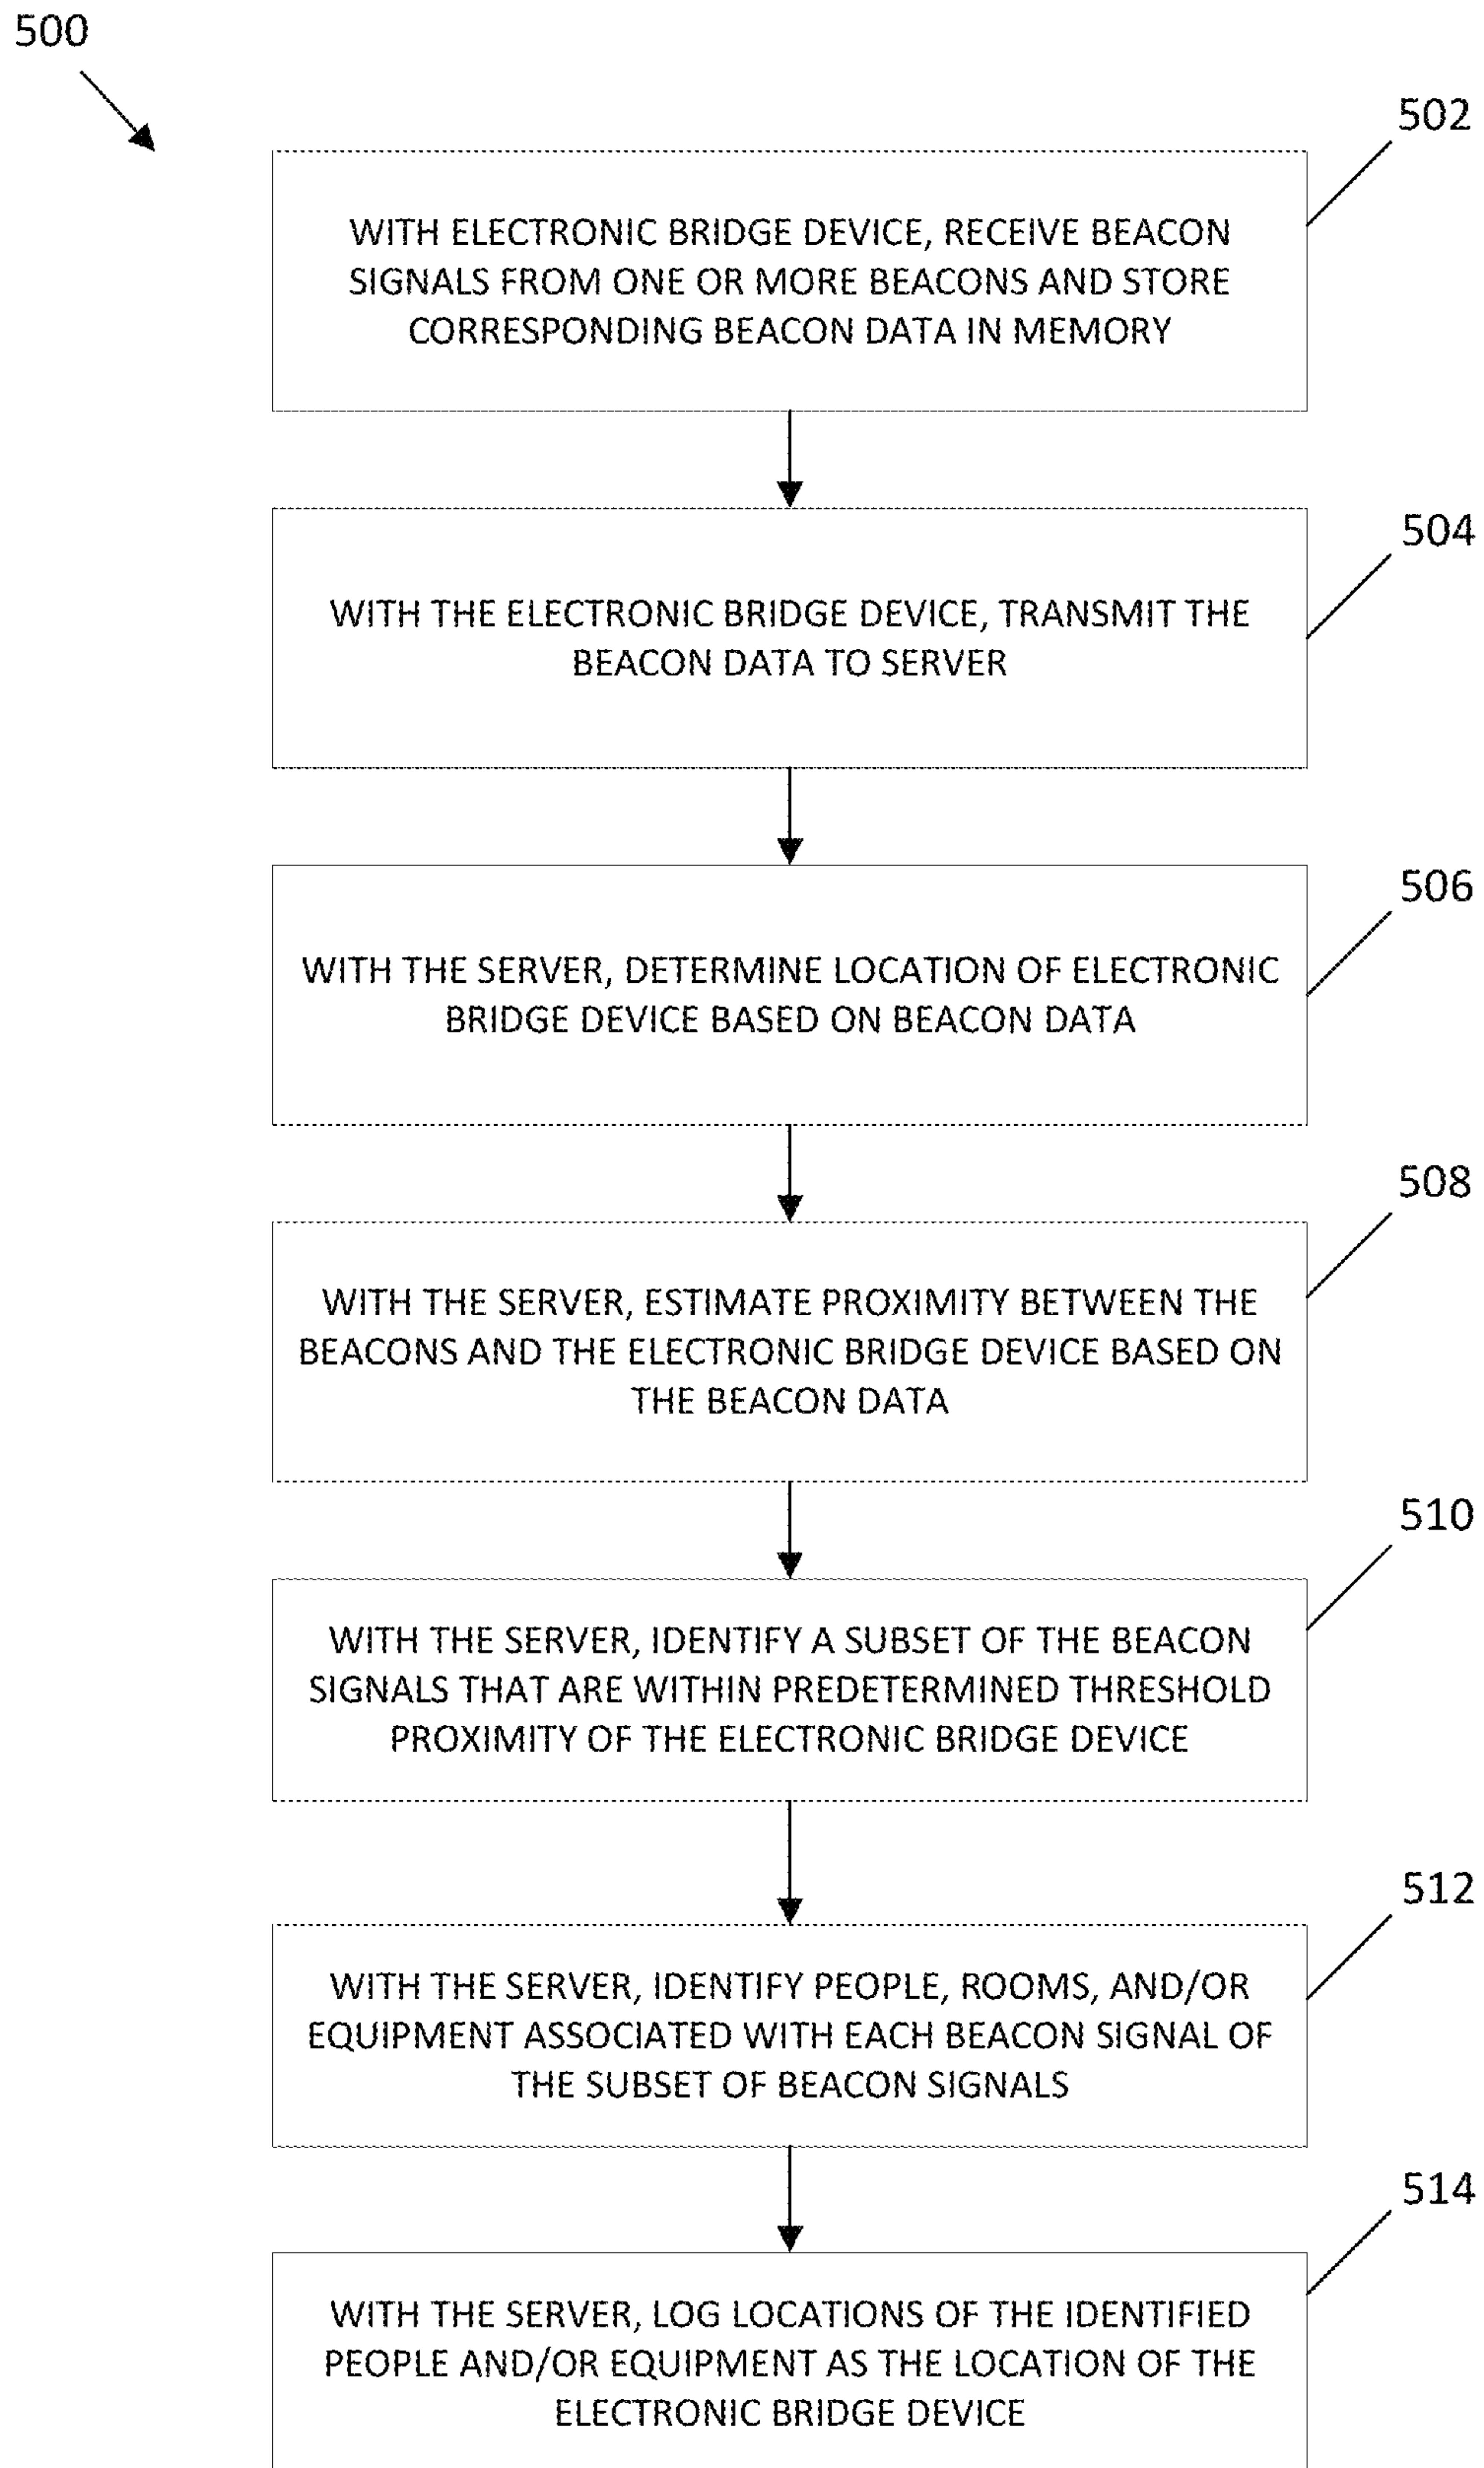 500
502
WITH ELECTRONIC BRIDGE DEVICE, RECEIVE BEACON
SIGNALS FROM ONE OR MORE BEACONS AND STORE
CORRESPONDING BEACON DATA IN MEMORY
504
WITH THE ELECTRONIC BRIDGE DEVICE, TRANSMIT THE
BEACON DATA TO SERVER
506
WITH THE SERVER, DETERMINE LOCATION OF ELECTRONIC
BRIDGE DEVICE BASED ON BEACON DATA
508
WITH THE SERVER, ESTIMATE PROXIMITY BETWEEN THE
BEACONS AND THE ELECTRONIC BRIDGE DEVICE BASED ON
THE BEACON DATA
510
WITH THE SERVER, IDENTIFY A SUBSET OF THE BEACON
SIGNALS THAT ARE WITHIN PREDETERMINED THRESHOLD
PROXIMITY OF THE ELECTRONIC BRIDGE DEVICE
512
WITH THE SERVER, IDENTIFY PEOPLE, ROOMS, AND/OR
EQUIPMENT ASSOCIATED WITH EACH BEACON SIGNAL OF
THE SUBSET OF BEACON SIGNALS
514
WITH THE SERVER, LOG LOCATIONS OF THE IDENTIFIED
PEOPLE AND/OR EQUIPMENT AS THE LOCATION OF THE
ELECTRONIC BRIDGE DEVICE